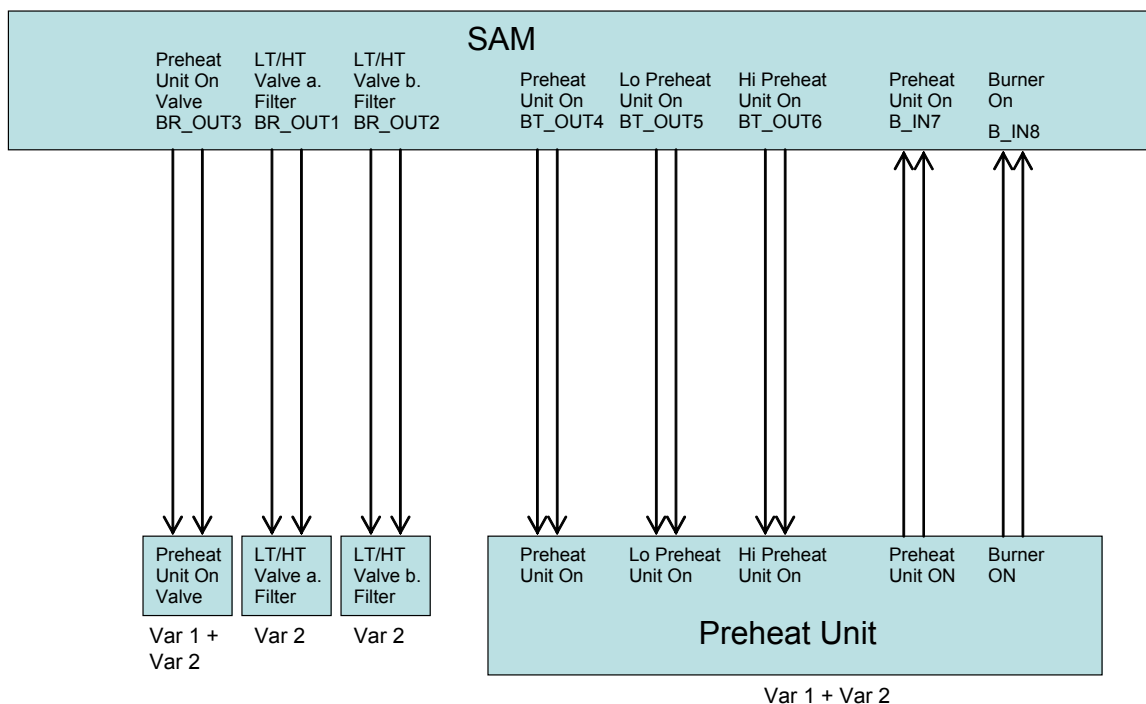 SAM
Preheat
Unit On
Valve
BR_OUT3
LT/HT
Valve a.
Filter
BR_OUT1
LT/HT
Valve b.
Filter
BR_OUT2
Preheat
Unit On
BT_OUT4
Lo Preheat
Unit On
BT_OUT5
Hi Preheat
Unit On
BT_OUT6
Preheat
Unit On
B_IN7
Burner
On
B_IN8
Preheat
Unit On
Valve
LT/HT
Valve a.
Filter
LT/HT
Valve b.
Filter
Var 1 +
Var 2
Var 2
Var 2
Preheat
Unit On
Lo Preheat
Unit On
Hi Preheat
Unit On
Preheat
Unit ON
Burner
ON
Preheat Unit
Var 1 + Var 2